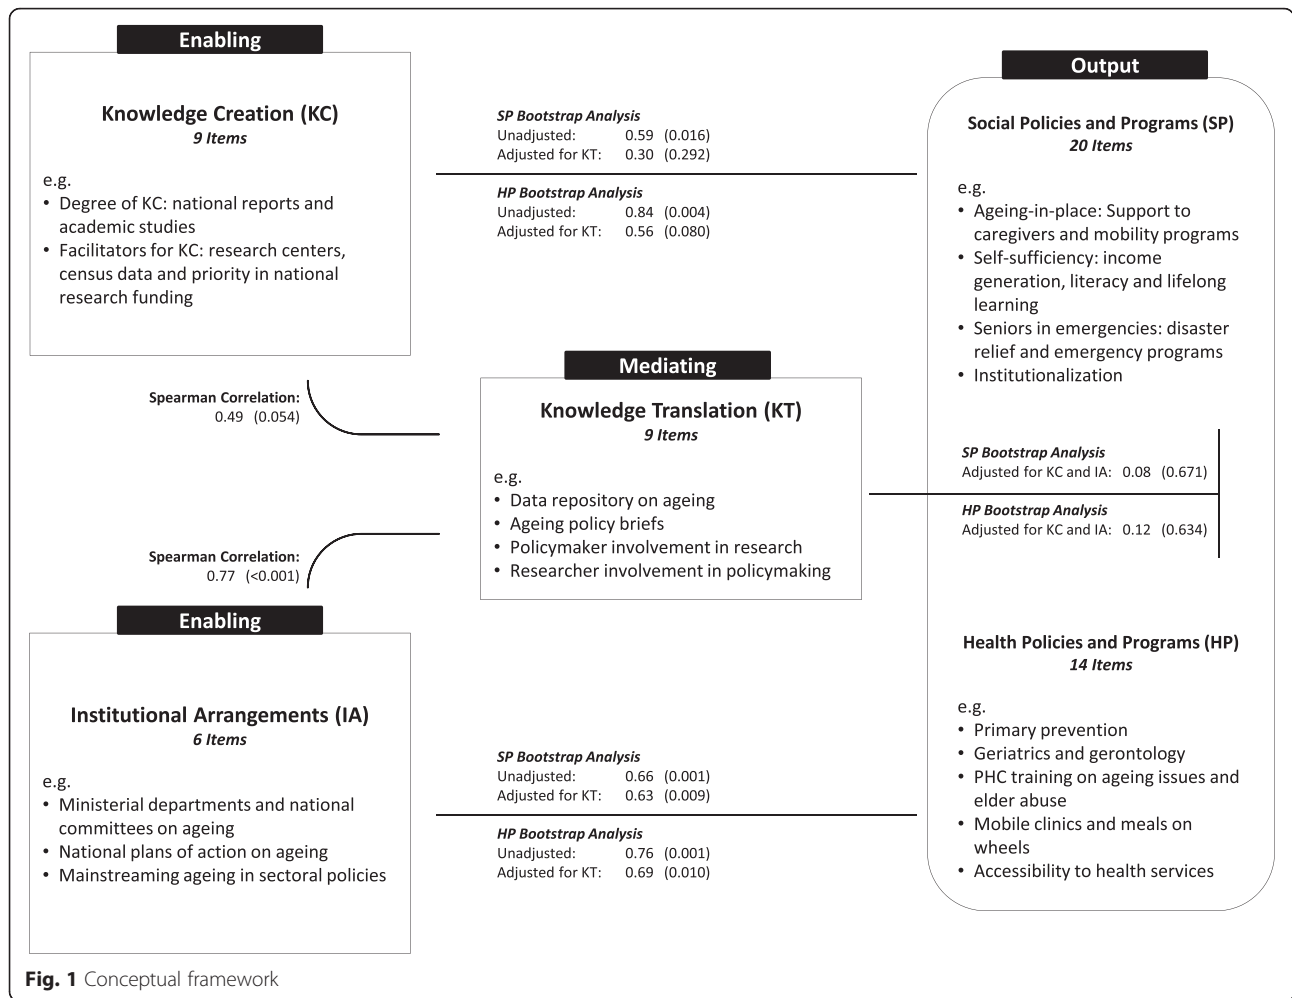 Enabling
Knowledge Creation (KC)
9 Items
e.g.
• Degree of KC: national reports and
academic studies
• Facilitators for KC: research centers,
census data and priority in national
research funding
SP Bootstrap Analysis
Unadjusted: 0.59 (0.016)
Adjusted for KT: 0.30 (0.292)
HP Bootstrap Analysis
Unadjusted: 0.84 (0.004)
Adjusted for KT: 0.56 (0.080)
Output
Social Policies and Programs (SP)
20 Items
e.g.
• Ageing-in-place: Support to
caregivers and mobility programs
• Self-sufficiency: income
generation, literacy and lifelong
learning
• Seniors in emergencies: disaster
relief and emergency programs
• Institutionalization
Spearman Correlation:
0.49 (0.054)
Mediating
Knowledge Translation (KT)
9 Items
e.g.
• Data repository on ageing
• Ageing policy briefs
• Policymaker involvement in research
• Researcher involvement in policymaking
SP Bootstrap Analysis
Adjusted for KC and IA: 0.08 (0.671)
HP Bootstrap Analysis
Adjusted for KC and IA: 0.12 (0.634)
Spearman Correlation:
0.77 (<0.001)
Enabling
Institutional Arrangements (IA)
6 Items
e.g.
• Ministerial departments and national
committees on ageing
• National plans of action on ageing
• Mainstreaming ageing in sectoral policies
SP Bootstrap Analysis
Unadjusted: 0.66 (0.001)
Adjusted for KT: 0.63 (0.009)
HP Bootstrap Analysis
Unadjusted: 0.76 (0.001)
Adjusted for KT: 0.69 (0.010)
Health Policies and Programs (HP)
14 Items
e.g.
• Primary prevention
• Geriatrics and gerontology
• PHC training on ageing issues and
elder abuse
• Mobile clinics and meals on
wheels
• Accessibility to health services
Fig. 1 Conceptual framework